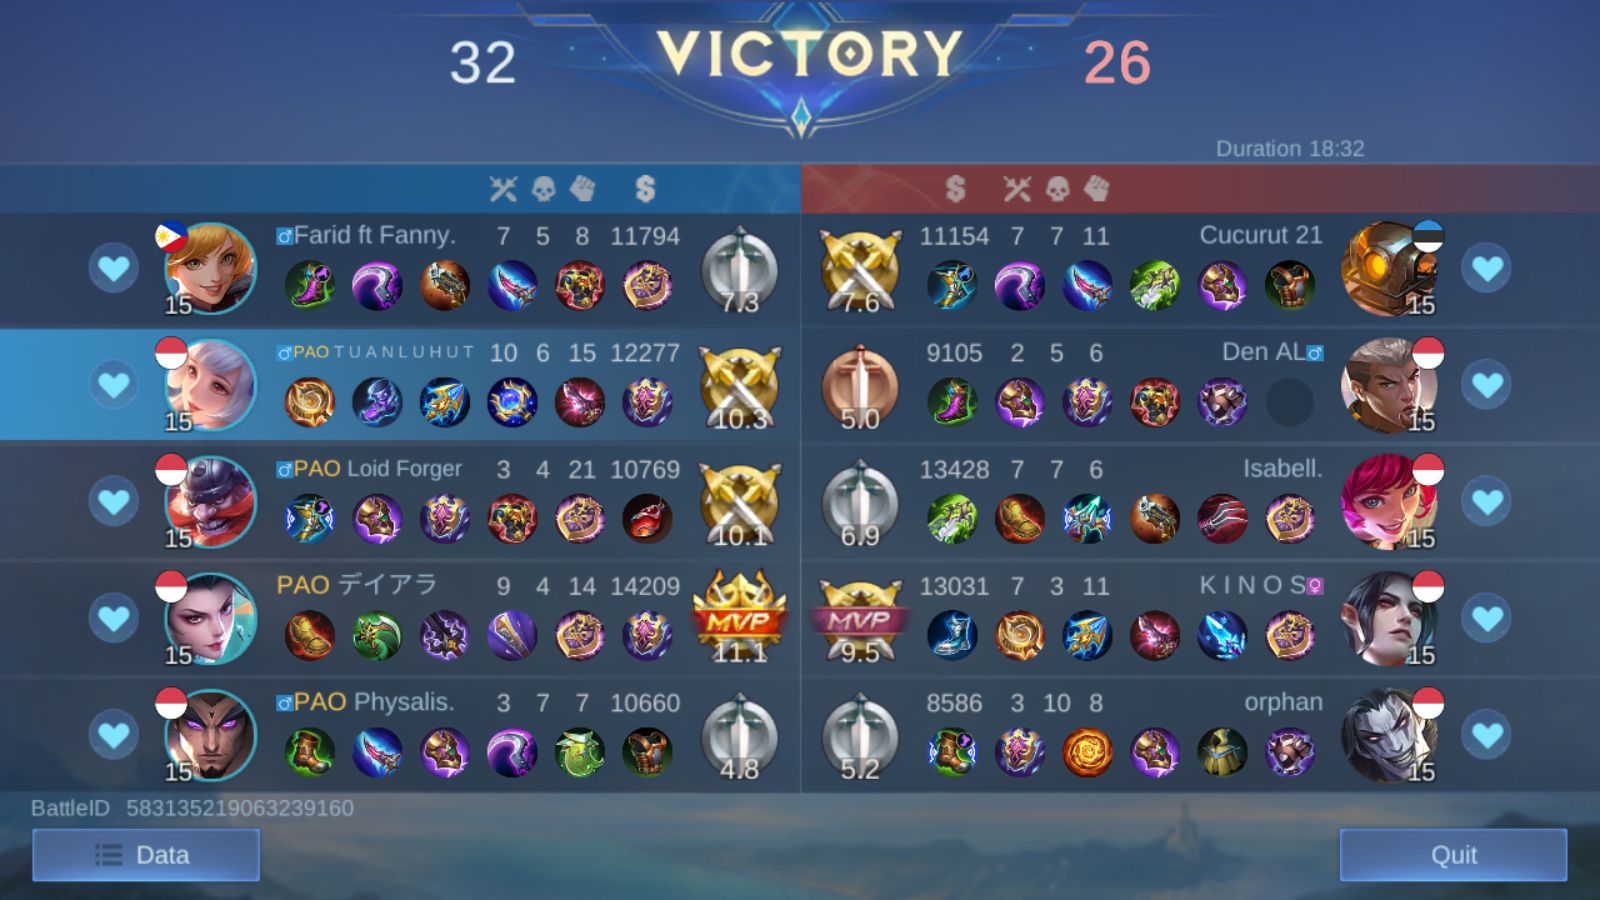 32 VICTORY 26
Duration 18:32
Farid ft Fanny. 7 5 8 11794 7.3 15
11154 7 7 11 Cucurut 21 7.6 15
PAO TUANLUHUT 10 6 15 12277 10.3 15
9105 2 5 6 Den AL 5.0 15
PAO Loid Forger 3 4 21 10769 10.1 15
13428 7 7 6 Isabell. 6.9 15
PAO デイアラ 9 4 14 14209 MVP 11.1 15
13031 7 3 11 KINOS MVP 9.5 15
PAO Physalis. 3 7 7 10660 4.8 15
8586 3 10 8 orphan 5.2 15
BattleID 583135219063239160
Data
Quit